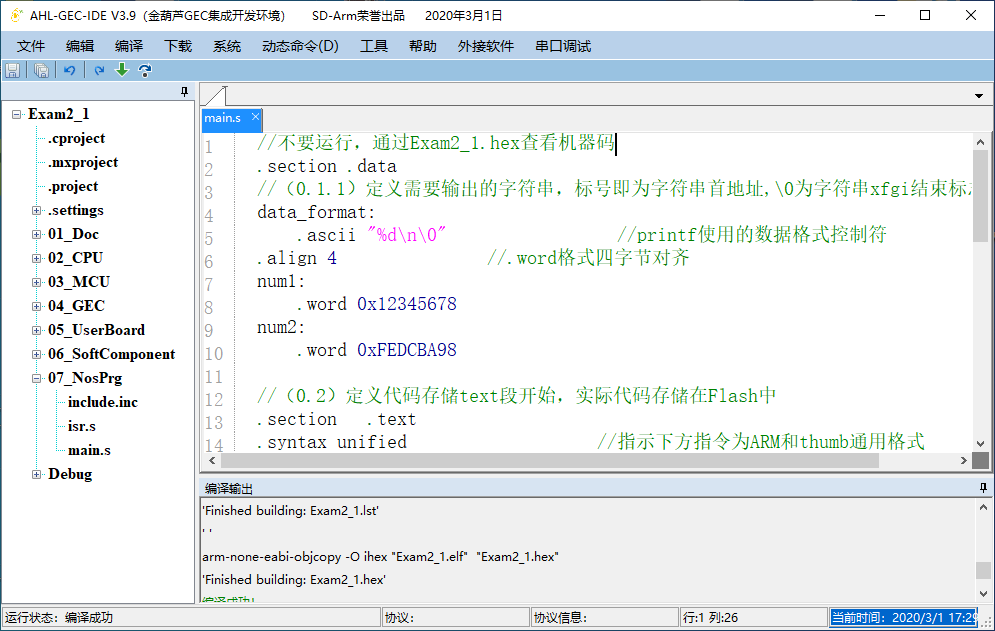 AHL-GEC-IDE V3.9（金葫芦GEC集成开发环境） SD-Arm荣誉出品 2020年3月1日
文件 编辑 编译 下载 系统 动态命令(D) 工具 帮助 外接软件 串口调试
Exam2_1
.cproject
.mxproject
.project
.settings
01_Doc
02_CPU
03_MCU
04_GEC
05_UserBoard
06_SoftComponent
07_NosPrg
include.inc
isr.s
main.s
Debug
main.s
1 //不要运行，通过Exam2_1.hex查看机器码
2 .section .data
3 //（0.1.1）定义需要输出的字符串，标号即为字符串首地址,\0为字符串xfgi结束标
4 data_format:
5 .ascii "%d\n\0" //printf使用的数据格式控制符
6 .align 4 //.word格式四字节对齐
7 num1:
8 .word 0x12345678
9 num2:
10 .word 0xFEDCBA98
11
12 //（0.2）定义代码存储text段开始，实际代码存储在Flash中
13 .section .text
14 .syntax unified //指示下方指令为ARM和thumb通用格式
编译输出
'Finished building: Exam2_1.lst'
' '
arm-none-eabi-objcopy -O ihex "Exam2_1.elf" "Exam2_1.hex"
'Finished building: Exam2_1.hex'
编译成功!
运行状态: 编译成功 协议: 协议信息: 行:1 列:26 当前时间: 2020/3/1 17:29